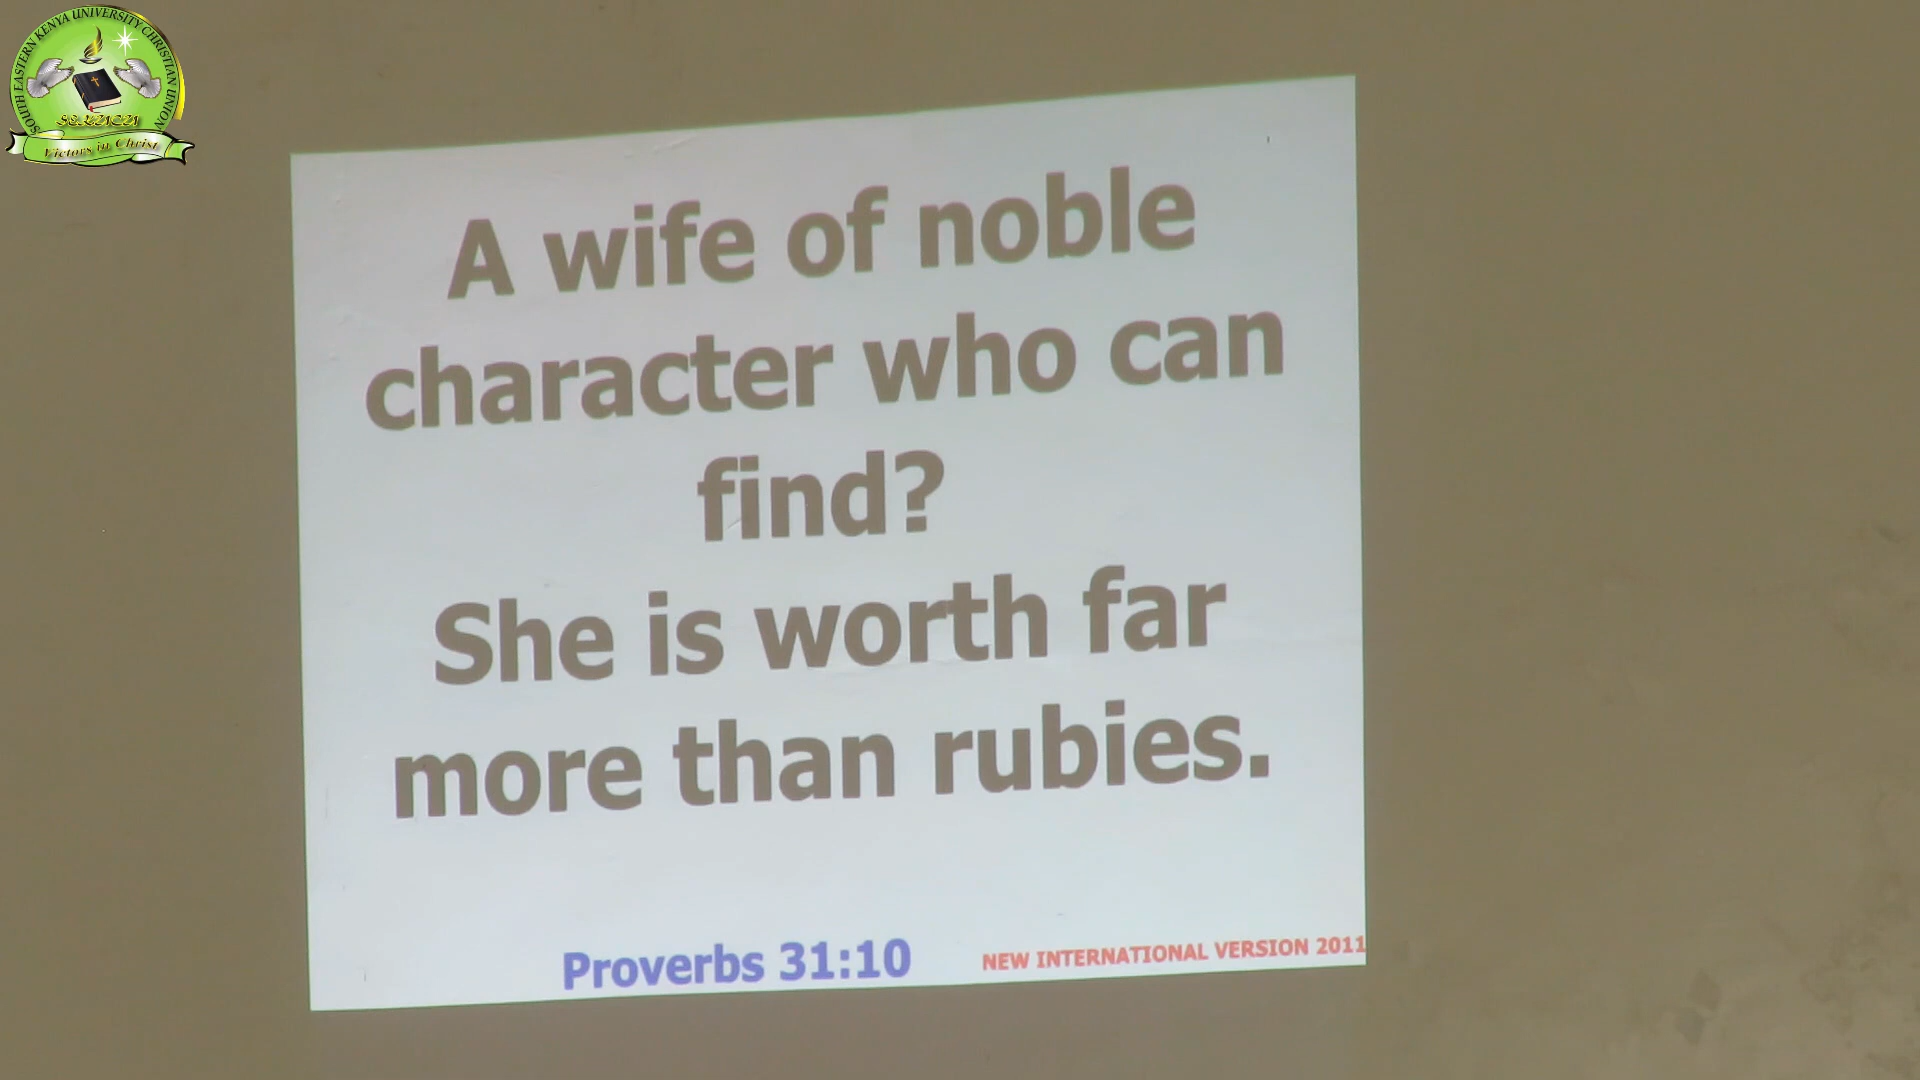 SOUTH EASTERN KENYA UNIVERSITY CHRISTIAN UNION
SEKUCU
Victors in Christ
A wife of noble
character who can
find?
She is worth far
more than rubies.
Proverbs 31:10
NEW INTERNATIONAL VERSION 2011